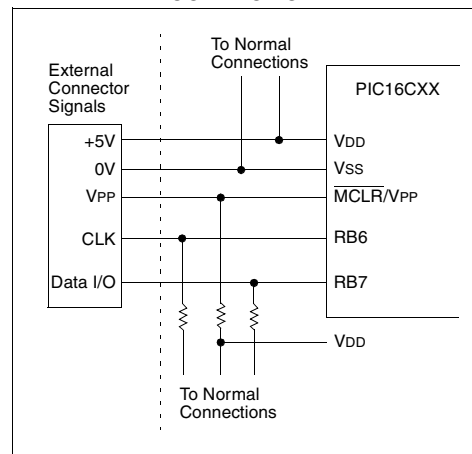 To Normal
Connections
External
Connector
Signals
PIC16CXX
+5V
VDD
0V
VSS
VPP
MCLR/VPP
CLK
RB6
Data I/O
RB7
VDD
To Normal
Connections